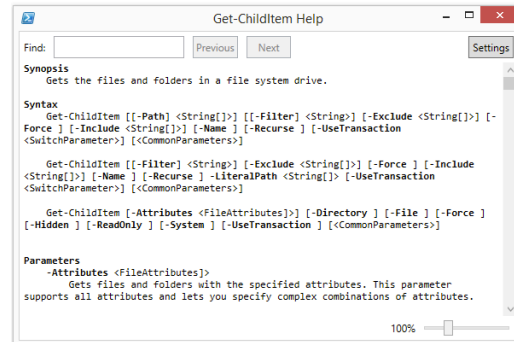 Get-ChildItem Help
Find:
Previous
Next
Settings
Synopsis
Gets the files and folders in a file system drive.
Syntax
Get-ChildItem [[-Path] <String[]>] [[-Filter] <String>] [-Exclude <String[]>] [-
Force ] [-Include <String[]>] [-Name ] [-Recurse ] [-UseTransaction
<SwitchParameter>] [<CommonParameters>]
Get-ChildItem [[-Filter] <String>] [-Exclude <String[]>] [-Force ] [-Include
<String[]>] [-Name ] [-Recurse ] -LiteralPath <String[]> [-UseTransaction
<SwitchParameter>] [<CommonParameters>]
Get-ChildItem [-Attributes <FileAttributes]>] [-Directory ] [-File ] [-Force ]
[-Hidden ] [-ReadOnly ] [-System ] [-UseTransaction ] [<CommonParameters>]
Parameters
-Attributes <FileAttributes]>
Gets files and folders with the specified attributes. This parameter
supports all attributes and lets you specify complex combinations of attributes.
100%